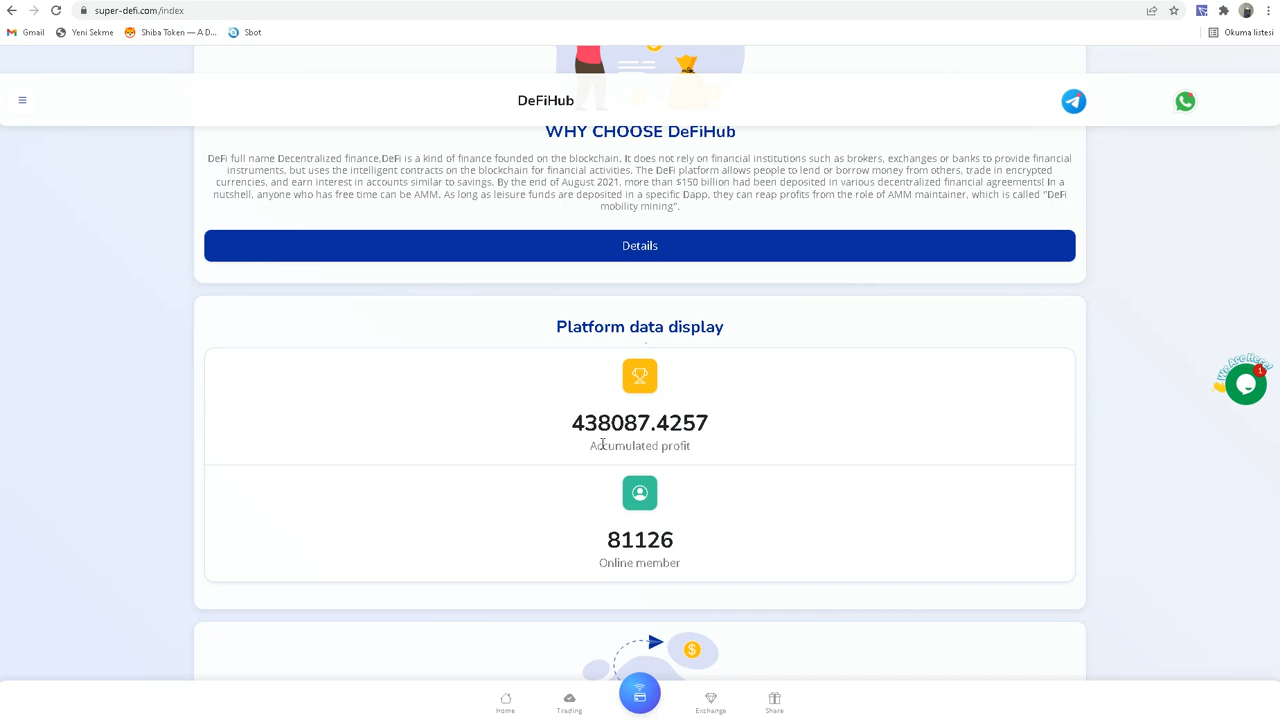 super-defi.com/index
Gmail
Yeni Sekme
Shiba Token — A D...
Sbot
Okuma listesi
DeFiHub
WHY CHOOSE DeFiHub
DeFi full name Decentralized finance,DeFi is a kind of finance founded on the blockchain. It does not rely on financial institutions such as brokers, exchanges or banks to provide financial
instruments, but uses the intelligent contracts on the blockchain for financial activities. The DeFi platform allows people to lend or borrow money from others, trade in encrypted
currencies, and earn interest in accounts similar to savings. By the end of August 2021, more than $150 billion had been deposited in various decentralized financial agreements! In a
nutshell, anyone who has free time can be AMM. As long as leisure funds are deposited in a specific Dapp, they can reap profits from the role of AMM maintainer, which is called "DeFi
mobility mining".
Details
Platform data display
We Are Here!
1
438087.4257
Accumulated profit
81126
Online member
$
Home
Trading
Exchange
Share